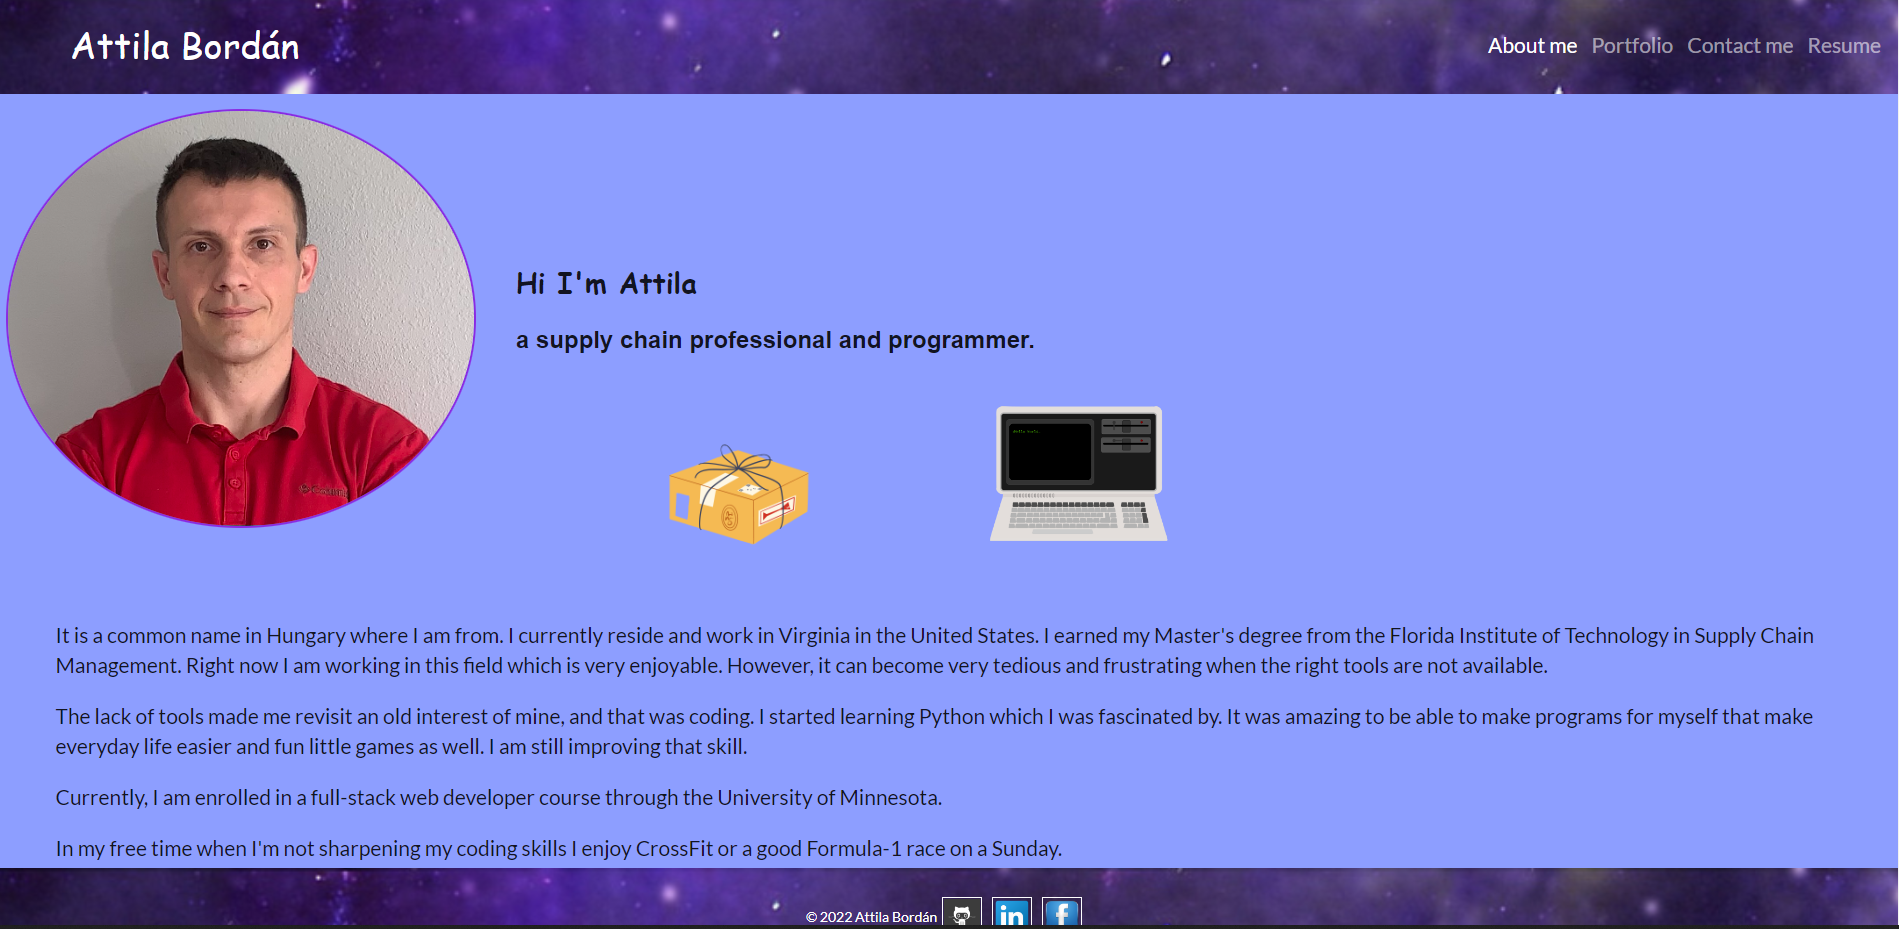 Attila Bordán
About me Portfolio Contact me Resume
Hi I'm Attila
a supply chain professional and programmer.
It is a common name in Hungary where I am from. I currently reside and work in Virginia in the United States. I earned my Master's degree from the Florida Institute of Technology in Supply Chain
Management. Right now I am working in this field which is very enjoyable. However, it can become very tedious and frustrating when the right tools are not available.
The lack of tools made me revisit an old interest of mine, and that was coding. I started learning Python which I was fascinated by. It was amazing to be able to make programs for myself that make
everyday life easier and fun little games as well. I am still improving that skill.
Currently, I am enrolled in a full-stack web developer course through the University of Minnesota.
In my free time when I'm not sharpening my coding skills I enjoy CrossFit or a good Formula-1 race on a Sunday.
© 2022 Attila Bordán
in
f